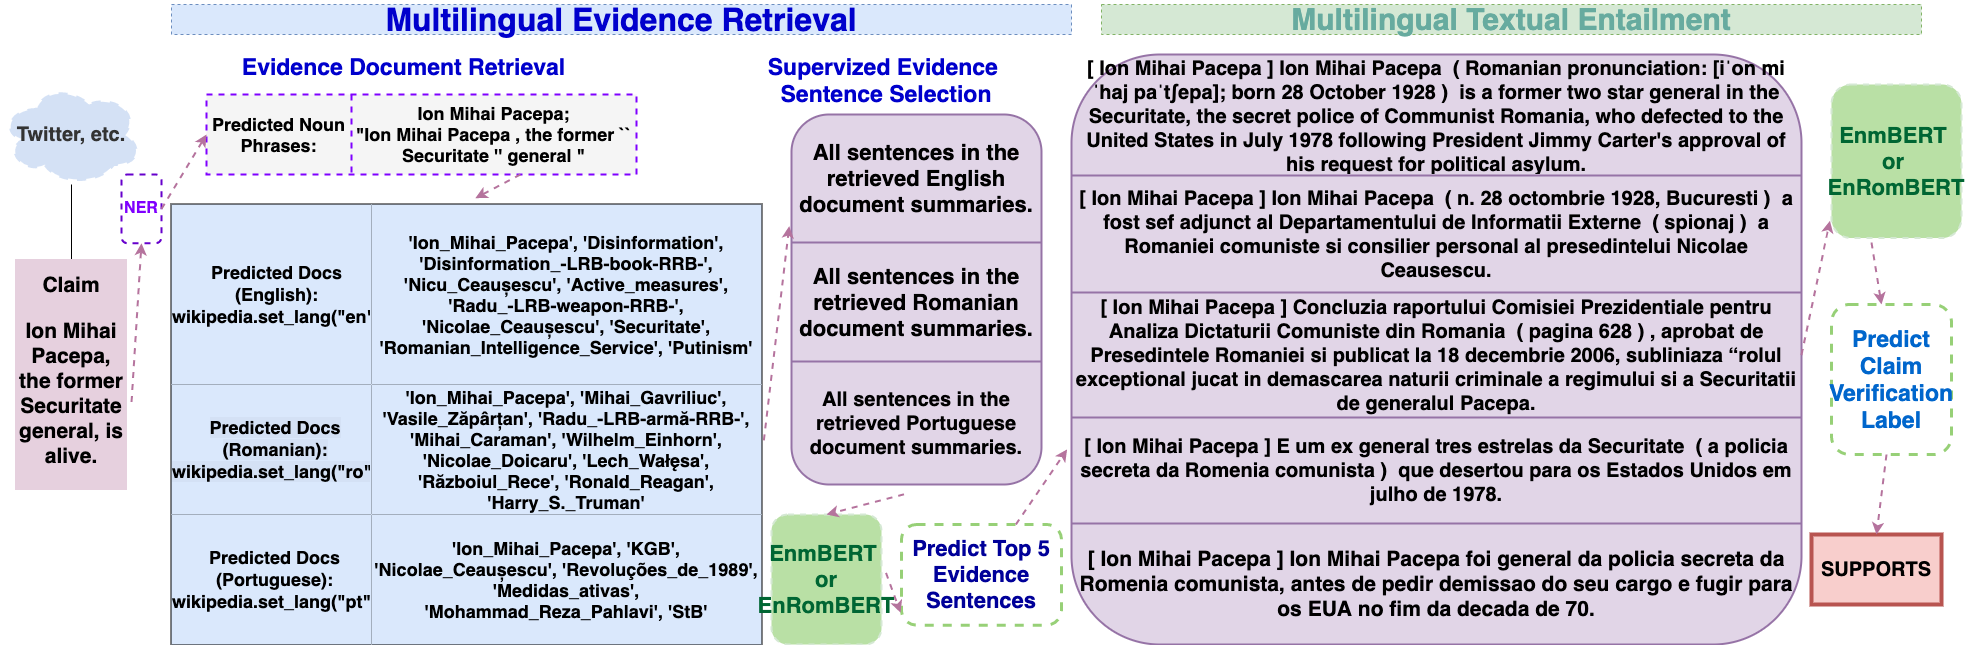 Multilingual Evidence Retrieval
Multilingual Textual Entailment
Twitter, etc.
Claim
Ion Mihai
Pacepa,
the former
Securitate
general, is
alive.
NER
Evidence Document Retrieval
Predicted Noun
Phrases:
Ion Mihai Pacepa;
"Ion Mihai Pacepa , the former ``
Securitate '' general "
Predicted Docs
(English):
wikipedia.set_lang("en'
'Ion_Mihai_Pacepa', 'Disinformation',
'Disinformation_-LRB-book-RRB-',
'Nicu_Ceaușescu', 'Active_measures',
'Radu_-LRB-weapon-RRB-',
'Nicolae_Ceaușescu', 'Securitate',
'Romanian_Intelligence_Service', 'Putinism'
Predicted Docs
(Romanian):
wikipedia.set_lang("ro"
'Ion_Mihai_Pacepa', 'Mihai_Gavriliuc',
'Vasile_Zăpârțan', 'Radu_-LRB-armă-RRB-',
'Mihai_Caraman', 'Wilhelm_Einhorn',
'Nicolae_Doicaru', 'Lech_Wałęsa',
'Războiul_Rece', 'Ronald_Reagan',
'Harry_S._Truman'
Predicted Docs
(Portuguese):
wikipedia.set_lang("pt"
'Ion_Mihai_Pacepa', 'KGB',
'Nicolae_Ceaușescu', 'Revoluções_de_1989',
'Medidas_ativas',
'Mohammad_Reza_Pahlavi', 'StB'
Supervized Evidence
Sentence Selection
All sentences in the
retrieved English
document summaries.
All sentences in the
retrieved Romanian
document summaries.
All sentences in the
retrieved Portuguese
document summaries.
EnmBERT
or
EnRomBERT
Predict Top 5
Evidence
Sentences
[ Ion Mihai Pacepa ] Ion Mihai Pacepa ( Romanian pronunciation: [iˈon mi
ˈhaj paˈtʃepa]; born 28 October 1928 ) is a former two star general in the
Securitate, the secret police of Communist Romania, who defected to the
United States in July 1978 following President Jimmy Carter's approval of
his request for political asylum.
[ Ion Mihai Pacepa ] Ion Mihai Pacepa ( n. 28 octombrie 1928, Bucuresti ) a
fost sef adjunct al Departamentului de Informatii Externe ( spionaj ) a
Romaniei comuniste si consilier personal al presedintelui Nicolae
Ceausescu.
[ Ion Mihai Pacepa ] Concluzia raportului Comisiei Prezidentiale pentru
Analiza Dictaturii Comuniste din Romania ( pagina 628 ) , aprobat de
Presedintele Romaniei si publicat la 18 decembrie 2006, subliniaza “rolul
exceptional jucat in demascarea naturii criminale a regimului si a Securitatii
de generalul Pacepa.
[ Ion Mihai Pacepa ] E um ex general tres estrelas da Securitate ( a policia
secreta da Romenia comunista ) que desertou para os Estados Unidos em
julho de 1978.
[ Ion Mihai Pacepa ] Ion Mihai Pacepa foi general da policia secreta da
Romenia comunista, antes de pedir demissao do seu cargo e fugir para
os EUA no fim da decada de 70.
EnmBERT
or
EnRomBERT
Predict
Claim
Verification
Label
SUPPORTS